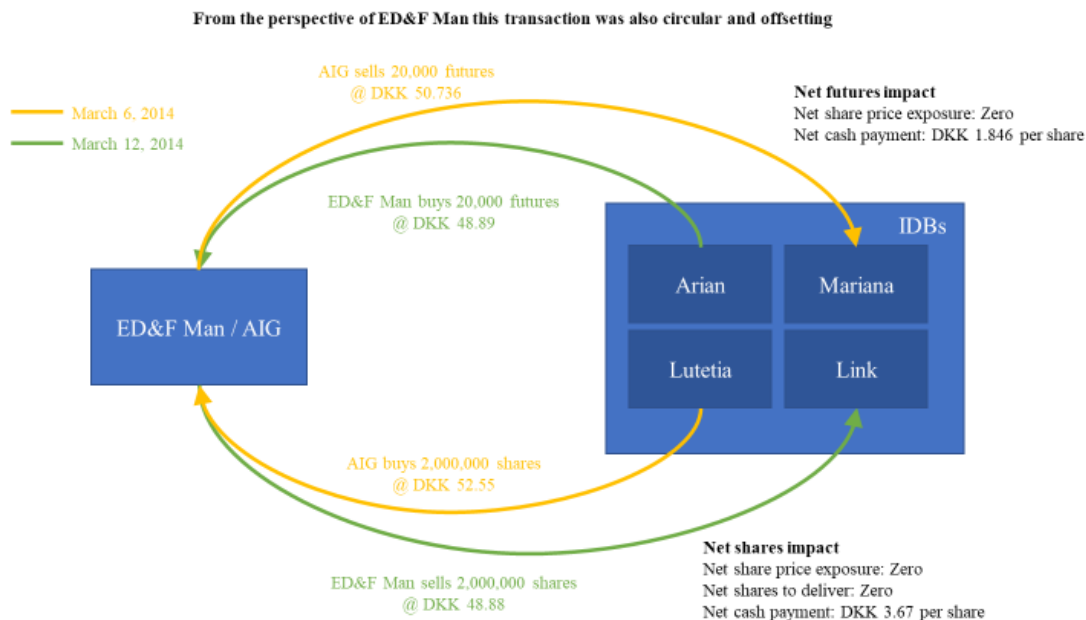 From the perspective of ED&F Man this transaction was also circular and offsetting
AIG sells 20,000 futures
@ DKK 50.736
March 6, 2014
March 12, 2014
Net futures impact
Net share price exposure: Zero
Net cash payment: DKK 1.846 per share
ED&F Man buys 20,000 futures
@ DKK 48.89
IDBs
Arian
Mariana
ED&F Man / AIG
Lutetia
Link
AIG buys 2,000,000 shares
@ DKK 52.55
Net shares impact
Net share price exposure: Zero
Net shares to deliver: Zero
Net cash payment: DKK 3.67 per share
ED&F Man sells 2,000,000 shares
@ DKK 48.88